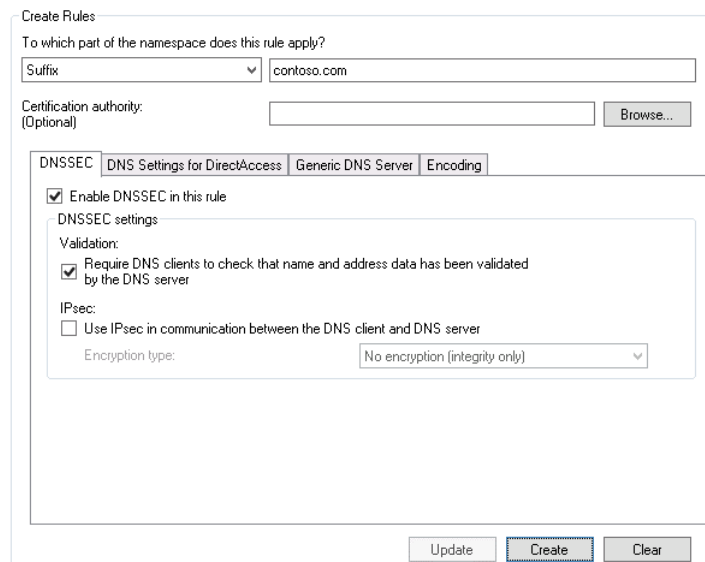 Create Rules
To which part of the namespace does this rule apply?
Suffix contoso.com
Certification authority:
(Optional)
Browse...
DNSSEC DNS Settings for DirectAccess Generic DNS Server Encoding
Enable DNSSEC in this rule
DNSSEC settings
Validation:
Require DNS clients to check that name and address data has been validated
by the DNS server
IPsec:
Use IPsec in communication between the DNS client and DNS server
Encryption type: No encryption (integrity only)
Update Create Clear